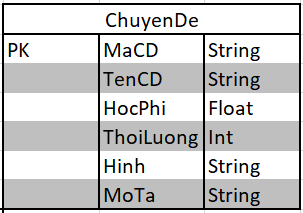 ChuyenDe
PK MaCD String
TenCD String
HocPhi Float
ThoiLuong Int
Hinh String
MoTa String